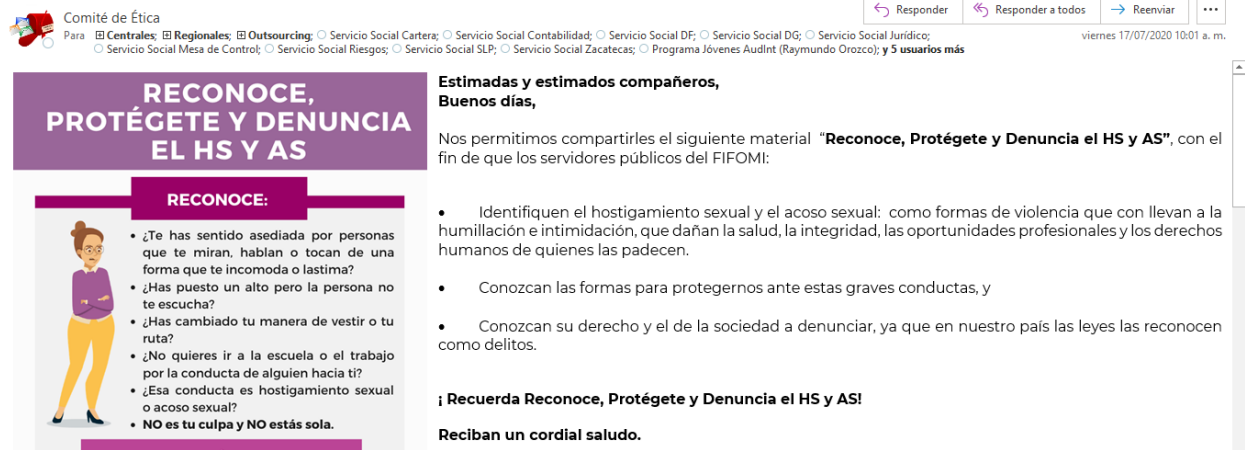 Comité de Ética
Responder
Responder a todos
Reenviar
Para Centrales; Regionales; Outsourcing; Servicio Social Cartera; Servicio Social Contabilidad; Servicio Social DF; Servicio Social DG; Servicio Social Jurídico;
Servicio Social Mesa de Control; Servicio Social Riesgos; Servicio Social SLP; Servicio Social Zacatecas; Programa Jóvenes AudInt (Raymundo Orozco); y 5 usuarios más
viernes 17/07/2020 10:01 a. m.
RECONOCE,
PROTÉGETE Y DENUNCIA
EL HS Y AS
RECONOCE:
• ¿Te has sentido asediada por personas
que te miran, hablan o tocan de una
forma que te incomoda o lastima?
• ¿Has puesto un alto pero la persona no
te escucha?
• ¿Has cambiado tu manera de vestir o tu
ruta?
• ¿No quieres ir a la escuela o el trabajo
por la conducta de alguien hacia ti?
• ¿Esa conducta es hostigamiento sexual
o acoso sexual?
• NO es tu culpa y NO estás sola.
Estimadas y estimados compañeros,
Buenos días,
Nos permitimos compartirles el siguiente material “Reconoce, Protégete y Denuncia el HS y AS”, con el
fin de que los servidores públicos del FIFOMI:
• Identifiquen el hostigamiento sexual y el acoso sexual: como formas de violencia que con llevan a la
humillación e intimidación, que dañan la salud, la integridad, las oportunidades profesionales y los derechos
humanos de quienes las padecen.
• Conozcan las formas para protegernos ante estas graves conductas, y
• Conozcan su derecho y el de la sociedad a denunciar, ya que en nuestro país las leyes las reconocen
como delitos.
¡ Recuerda Reconoce, Protégete y Denuncia el HS y AS!
Reciban un cordial saludo.